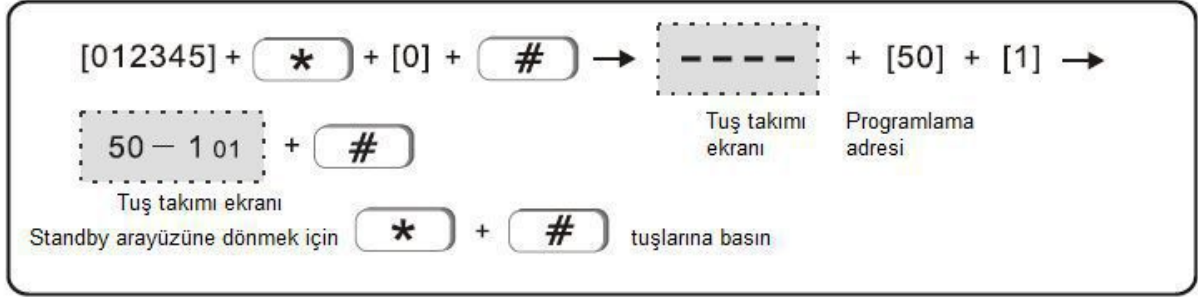 [012345] + * + [0] + # → ---- + [50] + [1] →
Tuş takımı ekranı
Programlama adresi
50 — 1 01 + #
Tuş takımı ekranı
Standby arayüzüne dönmek için * + # tuşlarına basın